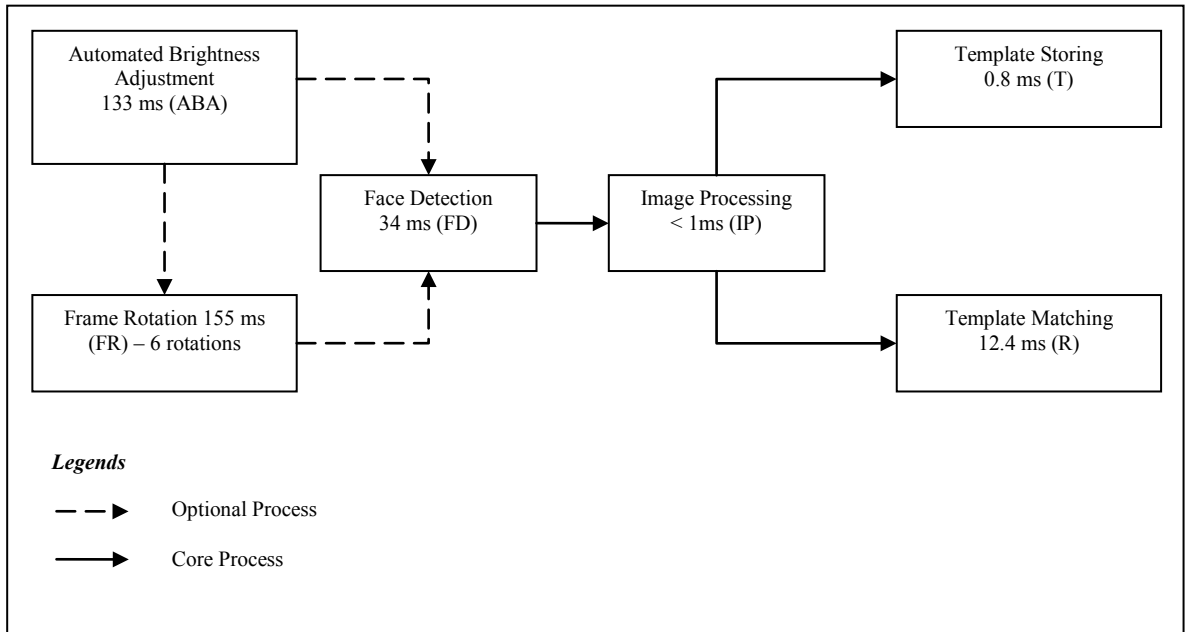 Automated Brightness
Adjustment
133 ms (ABA)
Template Storing
0.8 ms (T)
Face Detection
34 ms (FD)
Image Processing
< 1ms (IP)
Frame Rotation 155 ms
(FR) – 6 rotations
Template Matching
12.4 ms (R)
Legends
Optional Process
Core Process